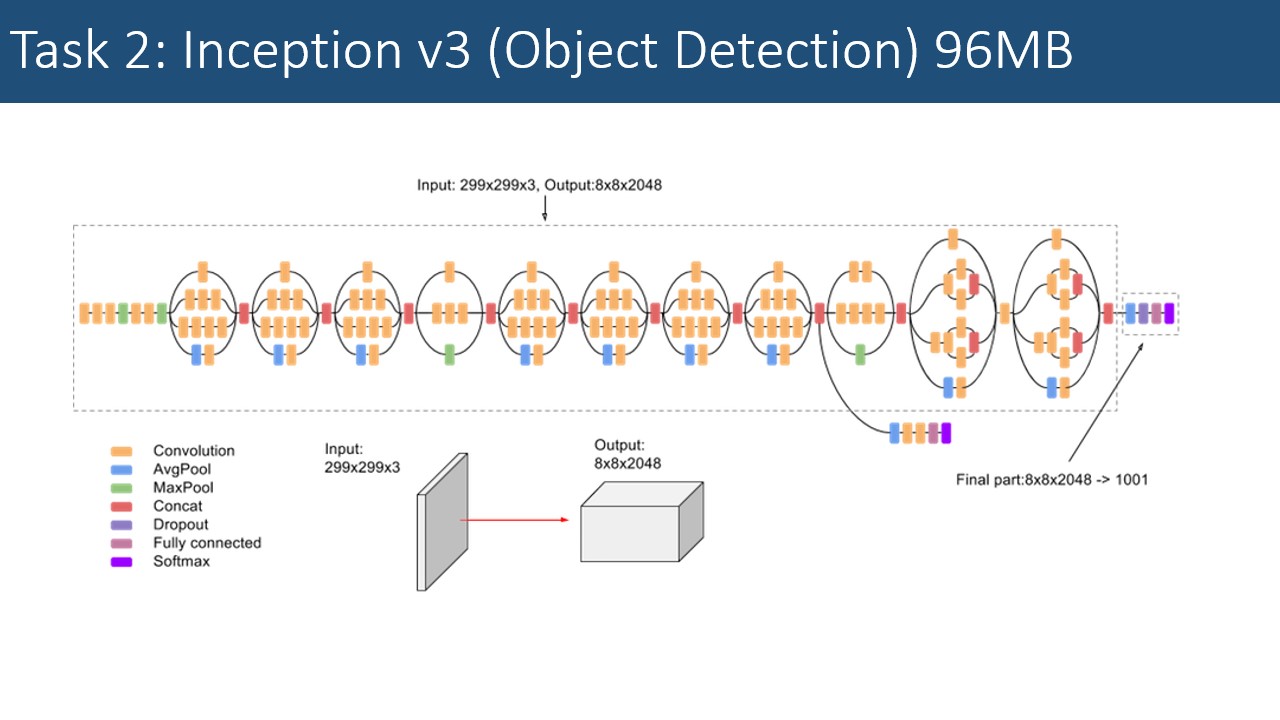 Task 2: Inception v3 (Object Detection) 96MB
Input: 299x299x3, Output:8x8x2048
Convolution
AvgPool
MaxPool
Concat
Dropout
Fully connected
Softmax
Input:
299x299x3
Output:
8x8x2048
Final part:8x8x2048 -> 1001